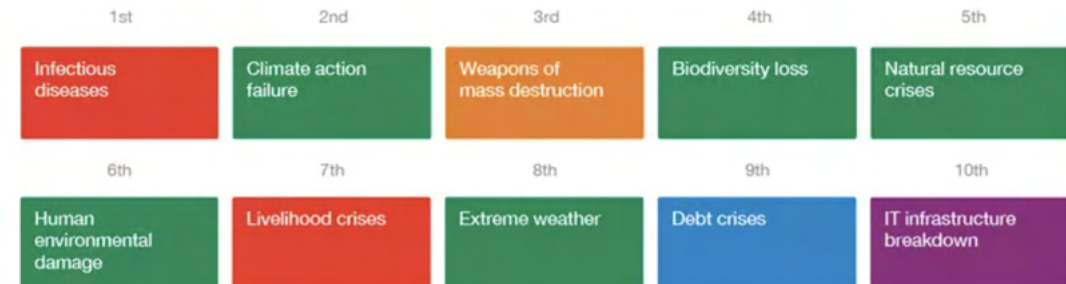 1st 2nd 3rd 4th 5th
Infectious
diseases
Climate action
failure
Weapons of
mass destruction
Biodiversity loss
Natural resource
crises
6th 7th 8th 9th 10th
Human
environmental
damage
Livelihood crises
Extreme weather
Debt crises
IT infrastructure
breakdown